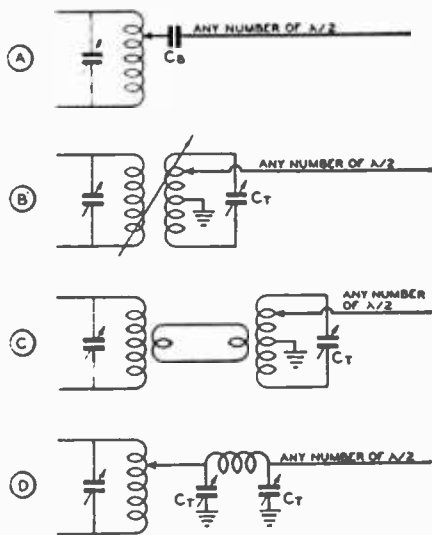 A
ANY NUMBER OF λ/2
CB
B
ANY NUMBER OF λ/2
CT
C
ANY NUMBER
OF λ/2
CT
D
ANY NUMBER OF λ/2
CT
CT